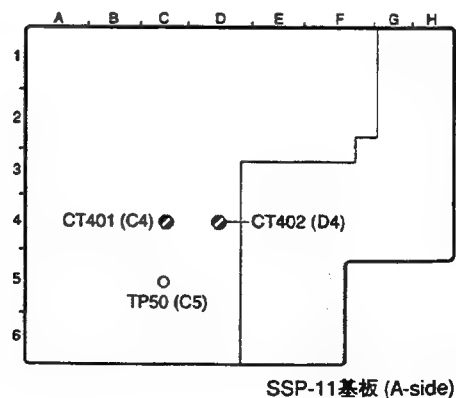 A B C D E F G H
1
2
3
4
5
6
CT401 (C4)
CT402 (D4)
TP50 (C5)
SSP-11基板 (A-side)